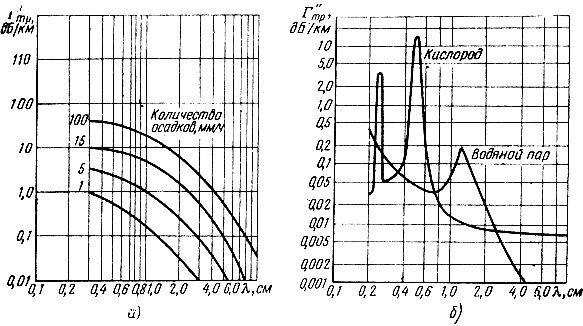 Г'тр,
дБ/км
110
100
10
1,0
0,1
0,01
Количество
осадков, мм/ч
100
15
5
1
0,1 0,2 0,4 0,6 0,8 1,0 2,0 4,0 6,0 λ, см
а)
Г''тр,
дБ/км
10
5,0
2,0
1,0
0,5
0,2
0,1
0,05
0,02
0,01
0,005
0,002
0,001
Кислород
Водяной пар
0,1 0,2 0,4 0,6 1,0 2,0 4,0 6,0 λ, см
б)